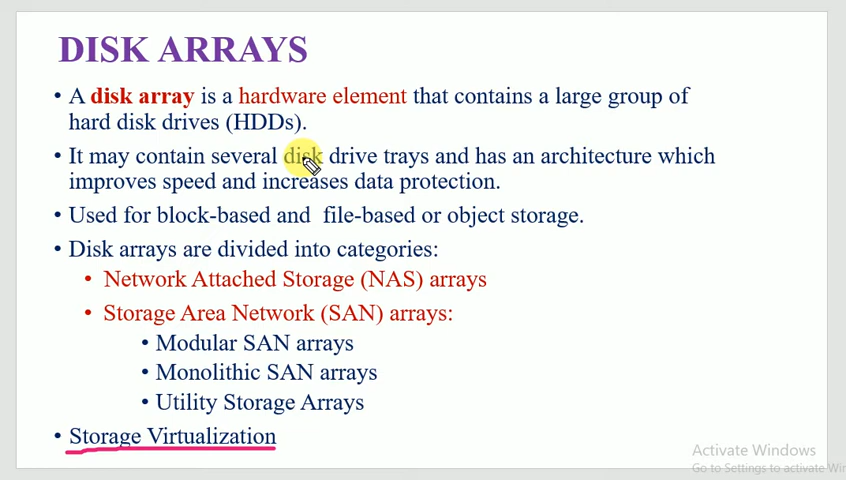 DISK ARRAYS
• A disk array is a hardware element that contains a large group of
hard disk drives (HDDs).
• It may contain several disk drive trays and has an architecture which
improves speed and increases data protection.
• Used for block-based and file-based or object storage.
• Disk arrays are divided into categories:
• Network Attached Storage (NAS) arrays
• Storage Area Network (SAN) arrays:
• Modular SAN arrays
• Monolithic SAN arrays
• Utility Storage Arrays
• Storage Virtualization
Activate Windows
Go to Settings to activate Win